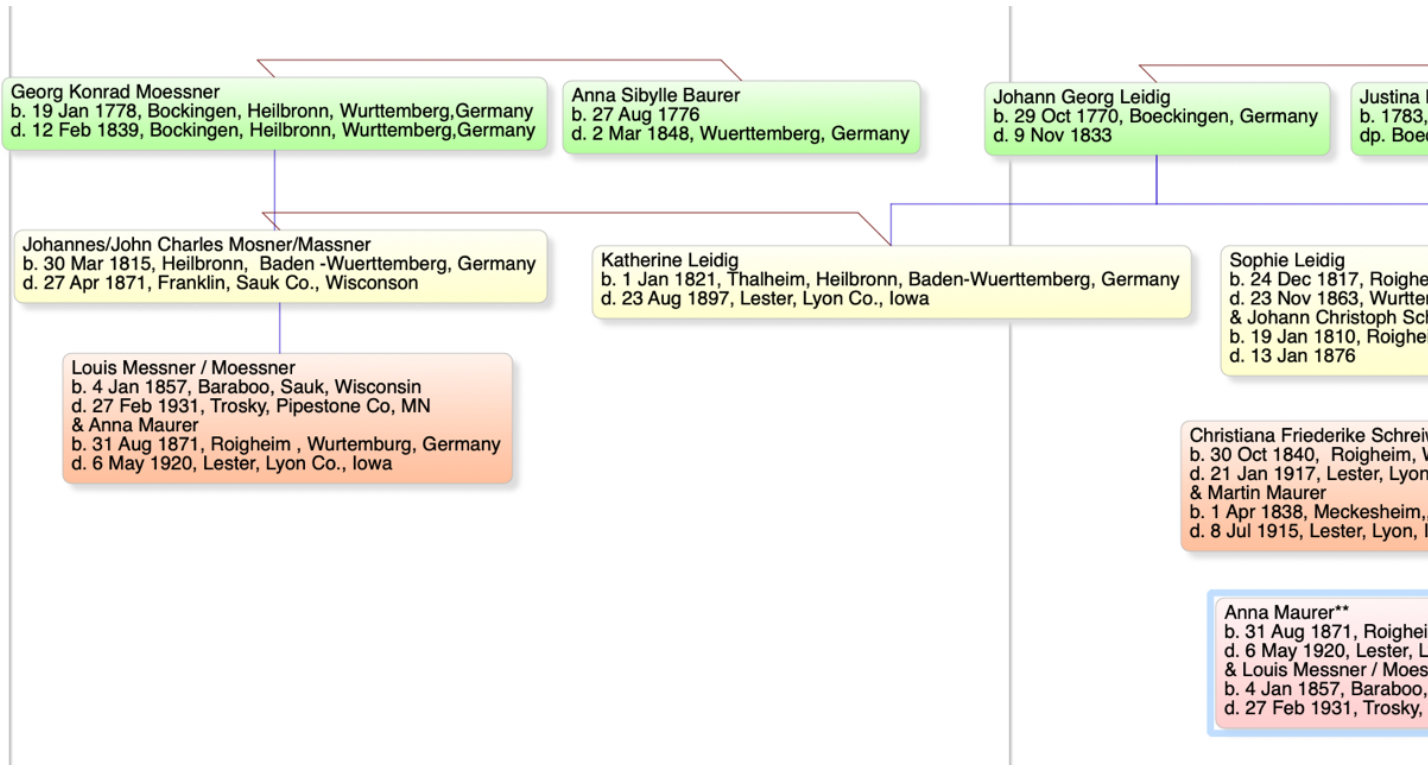 Georg Konrad Moessner
b. 19 Jan 1778, Bockingen, Heilbronn, Wurttemberg,Germany
d. 12 Feb 1839, Bockingen, Heilbronn, Wurttemberg,Germany
Anna Sibylle Baurer
b. 27 Aug 1776
d. 2 Mar 1848, Wuerttemberg, Germany
Johann Georg Leidig
b. 29 Oct 1770, Boeckingen, Germany
d. 9 Nov 1833
Justina
b. 1783,
dp. Boe
Johannes/John Charles Mosner/Massner
b. 30 Mar 1815, Heilbronn, Baden -Wuerttemberg, Germany
d. 27 Apr 1871, Franklin, Sauk Co., Wisconson
Katherine Leidig
b. 1 Jan 1821, Thalheim, Heilbronn, Baden-Wuerttemberg, Germany
d. 23 Aug 1897, Lester, Lyon Co., Iowa
Sophie Leidig
b. 24 Dec 1817, Roighe
d. 23 Nov 1863, Wurtte
& Johann Christoph Sch
b. 19 Jan 1810, Roighei
d. 13 Jan 1876
Louis Messner / Moessner
b. 4 Jan 1857, Baraboo, Sauk, Wisconsin
d. 27 Feb 1931, Trosky, Pipestone Co, MN
& Anna Maurer
b. 31 Aug 1871, Roigheim , Wurtemburg, Germany
d. 6 May 1920, Lester, Lyon Co., Iowa
Christiana Friederike Schrei
b. 30 Oct 1840, Roigheim,
d. 21 Jan 1917, Lester, Lyon
& Martin Maurer
b. 1 Apr 1838, Meckesheim,
d. 8 Jul 1915, Lester, Lyon,
Anna Maurer**
b. 31 Aug 1871, Roighei
d. 6 May 1920, Lester, L
& Louis Messner / Moes
b. 4 Jan 1857, Baraboo,
d. 27 Feb 1931, Trosky,